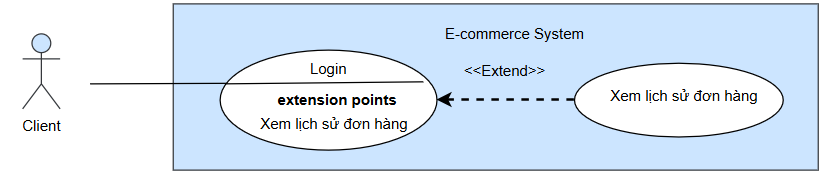 E-commerce System
Login
<<Extend>>
extension points
Xem lịch sử đơn hàng
Xem lịch sử đơn hàng
Client